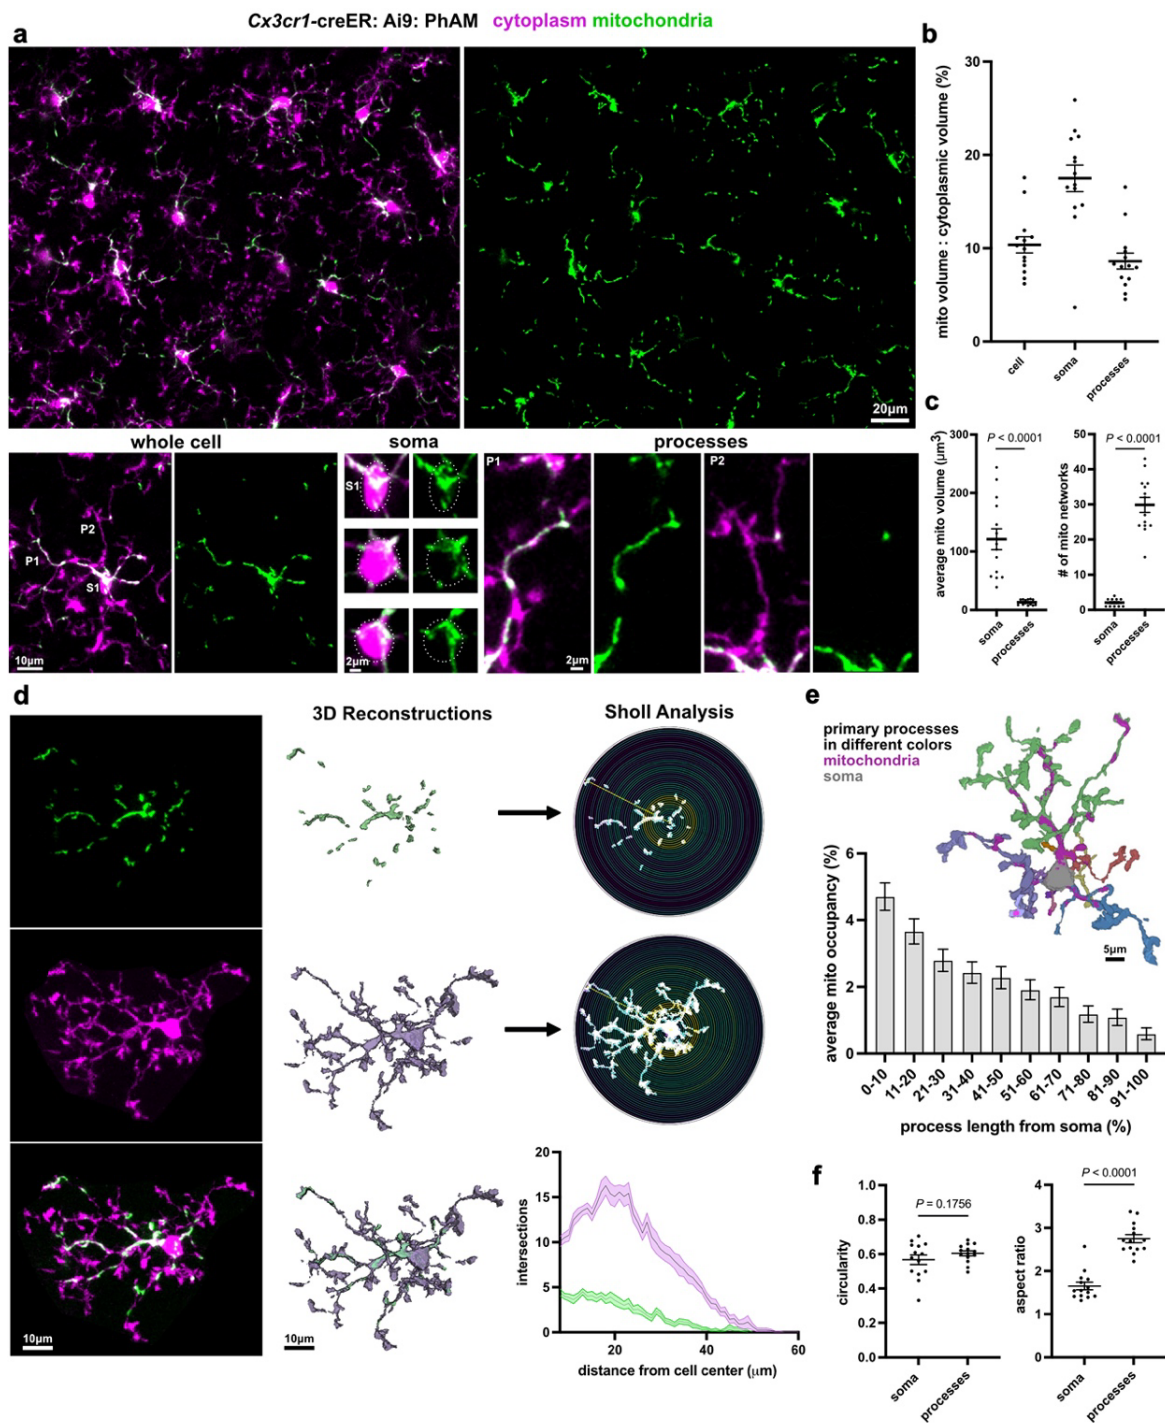 Cx3cr1-creER: Ai9: PhAM cytoplasm mitochondria
a
20µm
whole cell
soma
processes
P2
P1
S1
10µm
S1
2µm
P1
2µm
P2
b
mito volume : cytoplasmic volume (%)
30
20
10
0
cell
soma
processes
c
average mito volume (µm3)
300
200
100
0
P < 0.0001
soma
processes
# of mito networks
50
40
30
20
10
0
P < 0.0001
soma
processes
d
3D Reconstructions
Sholl Analysis
10µm
10µm
intersections
20
15
10
5
0
20
40
60
distance from cell center (µm)
e
primary processes
in different colors
mitochondria
soma
5µm
average mito occupancy (%)
6
4
2
0
0-10
11-20
21-30
31-40
41-50
51-60
61-70
71-80
81-90
91-100
process length from soma (%)
f
circularity
1.0
0.8
0.6
0.4
0.2
0.0
P = 0.1756
soma
processes
aspect ratio
4
3
2
1
0
P < 0.0001
soma
processes